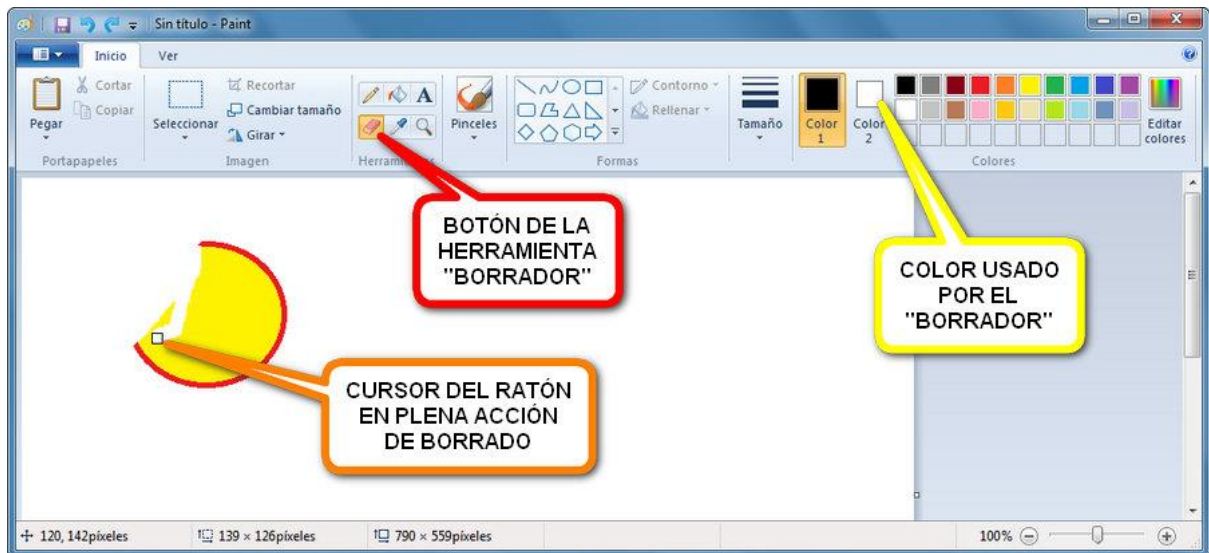 Sin título - Paint
Inicio Ver
Pegar
Cortar
Copiar
Portapapeles
Seleccionar
Recortar
Cambiar tamaño
Girar
Imagen
A
Pinceles
Contorno
Rellenar
Formas
Tamaño
Color
1
Color
2
Editar
colores
Colores
BOTÓN DE LA
HERRAMIENTA
"BORRADOR"
COLOR USADO
POR EL
"BORRADOR"
CURSOR DEL RATÓN
EN PLENA ACCIÓN
DE BORRADO
120, 142píxeles 139 × 126píxeles 790 × 559píxeles 100%